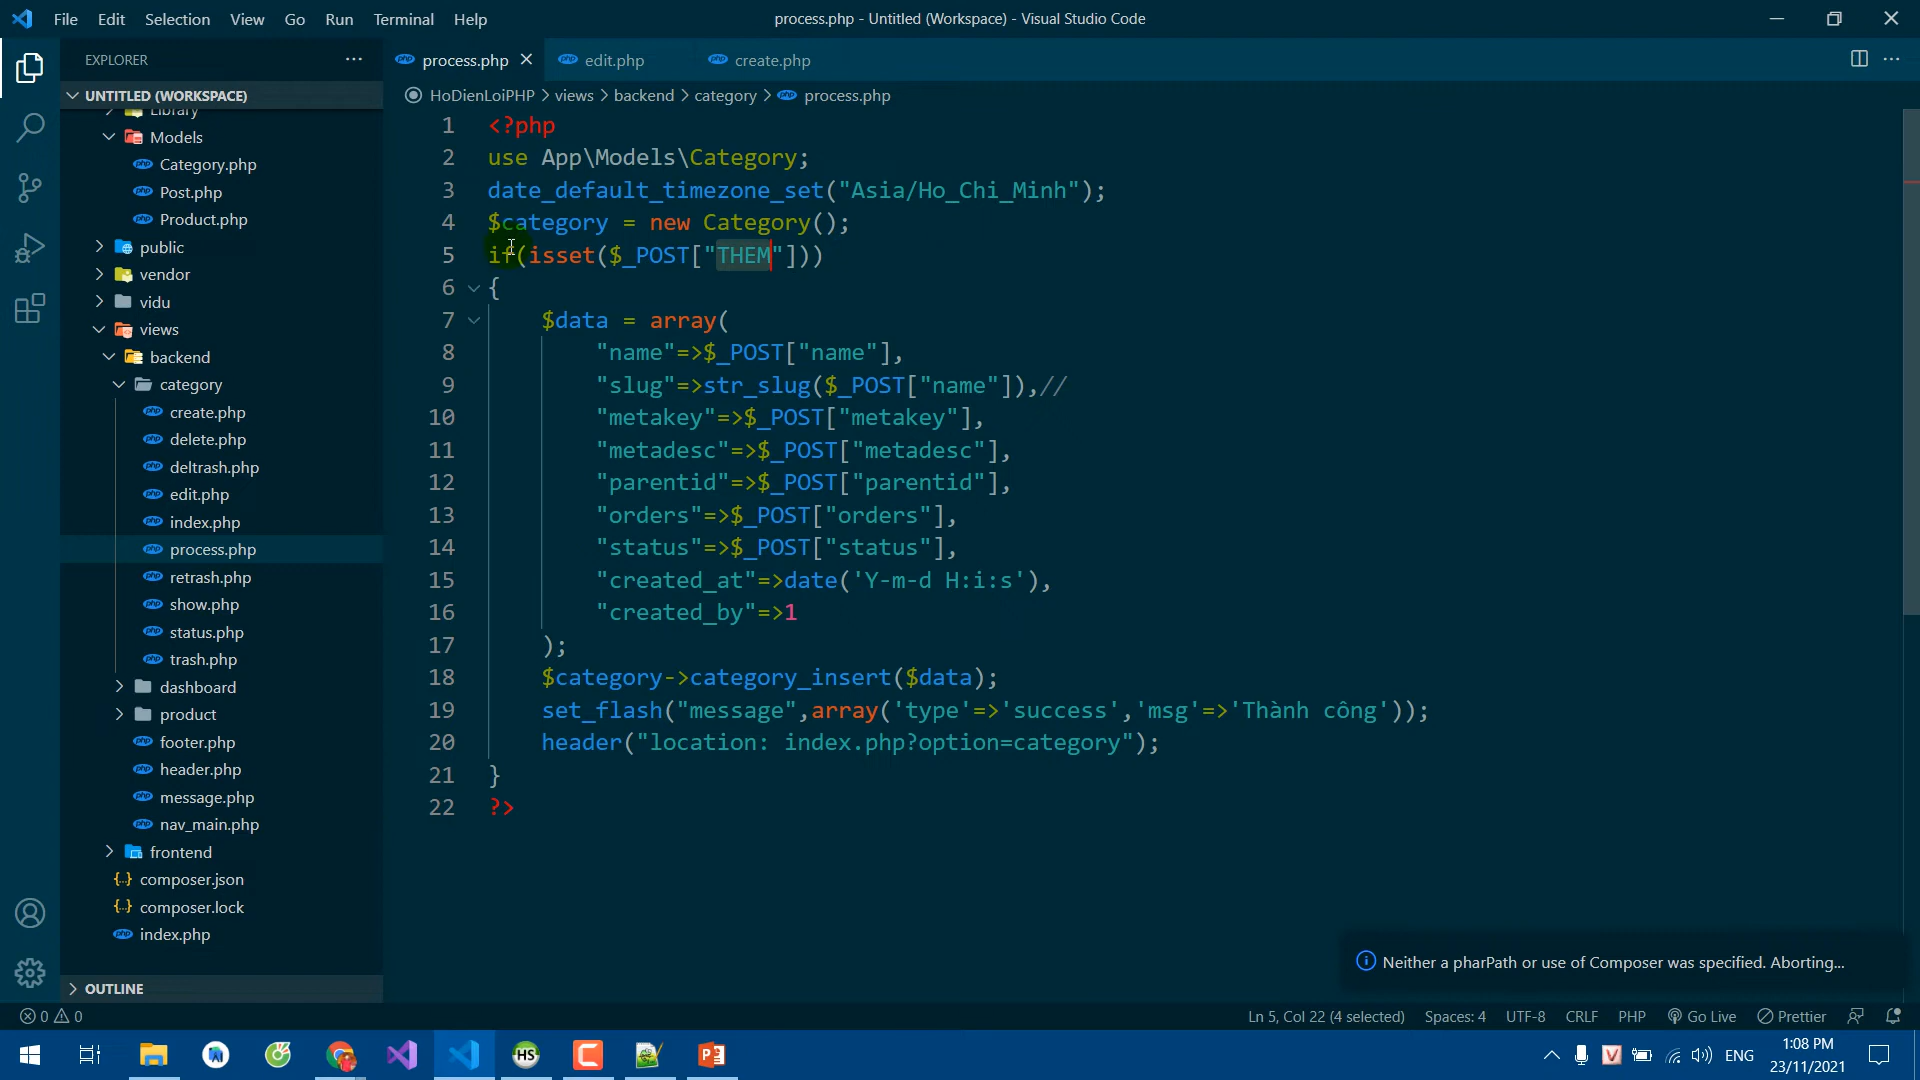 File Edit Selection View Go Run Terminal Help
process.php - Untitled (Workspace) - Visual Studio Code
EXPLORER
process.php
edit.php
create.php
UNTITLED (WORKSPACE)
HoDienLoiPHP > views > backend > category > process.php
Library
Models
Category.php
Post.php
Product.php
public
vendor
vidu
views
backend
category
create.php
delete.php
deltrash.php
edit.php
index.php
process.php
retrash.php
show.php
status.php
trash.php
dashboard
product
footer.php
header.php
message.php
nav_main.php
frontend
composer.json
composer.lock
index.php
OUTLINE
1 <?php
2 use App\Models\Category;
3 date_default_timezone_set("Asia/Ho_Chi_Minh");
4 $category = new Category();
5 if(isset($_POST["THEM"]))
6 {
7 $data = array(
8 "name"=>$_POST["name"],
9 "slug"=>str_slug($_POST["name"]),//
10 "metakey"=>$_POST["metakey"],
11 "metadesc"=>$_POST["metadesc"],
12 "parentid"=>$_POST["parentid"],
13 "orders"=>$_POST["orders"],
14 "status"=>$_POST["status"],
15 "created_at"=>date('Y-m-d H:i:s'),
16 "created_by"=>1
17 );
18 $category->category_insert($data);
19 set_flash("message",array('type'=>'success','msg'=>'Thành công'));
20 header("location: index.php?option=category");
21 }
22 ?>
Neither a pharPath or use of Composer was specified. Aborting...
0 0
Ln 5, Col 22 (4 selected) Spaces: 4 UTF-8 CRLF PHP Go Live Prettier
HS
ENG
1:08 PM
23/11/2021